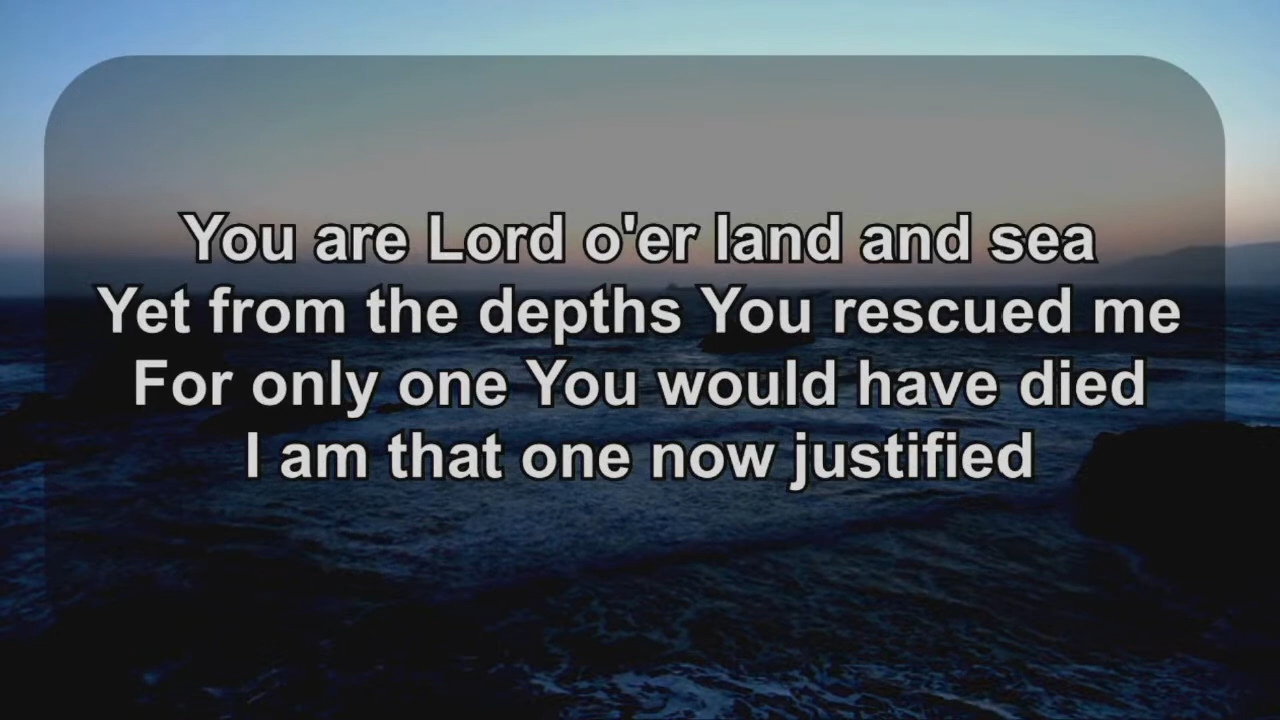 You are Lord o'er land and sea
Yet from the depths You rescued me
For only one You would have died
I am that one now justified